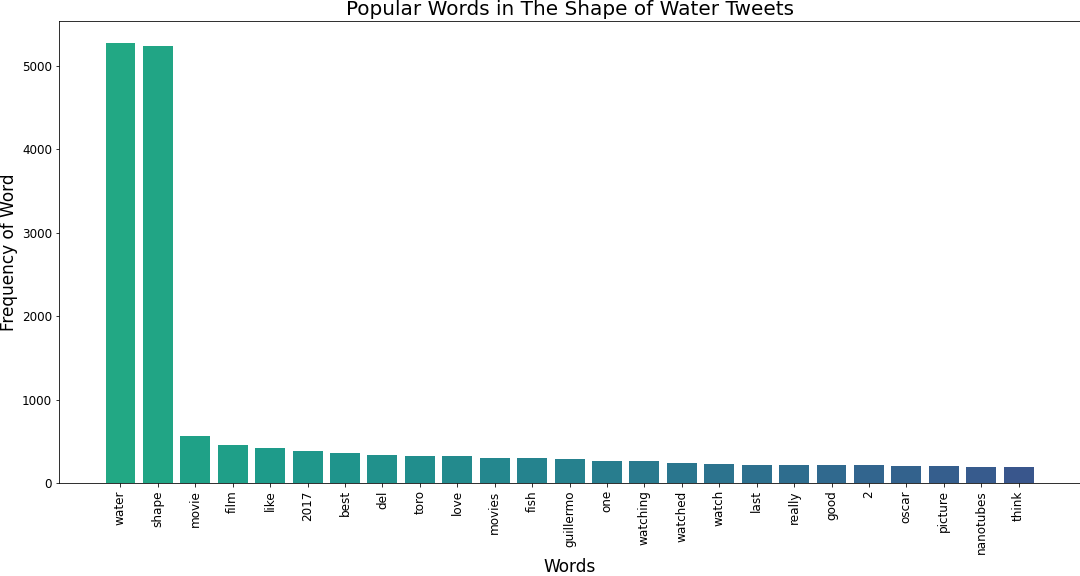 Popular Words in The Shape of Water Tweets
Frequency of Word
5000
4000
3000
2000
1000
0
water
shape
movie
film
like
2017
best
del
toro
love
movies
fish
guillermo
one
watching
watched
watch
last
really
good
2
oscar
picture
nanotubes
think
Words